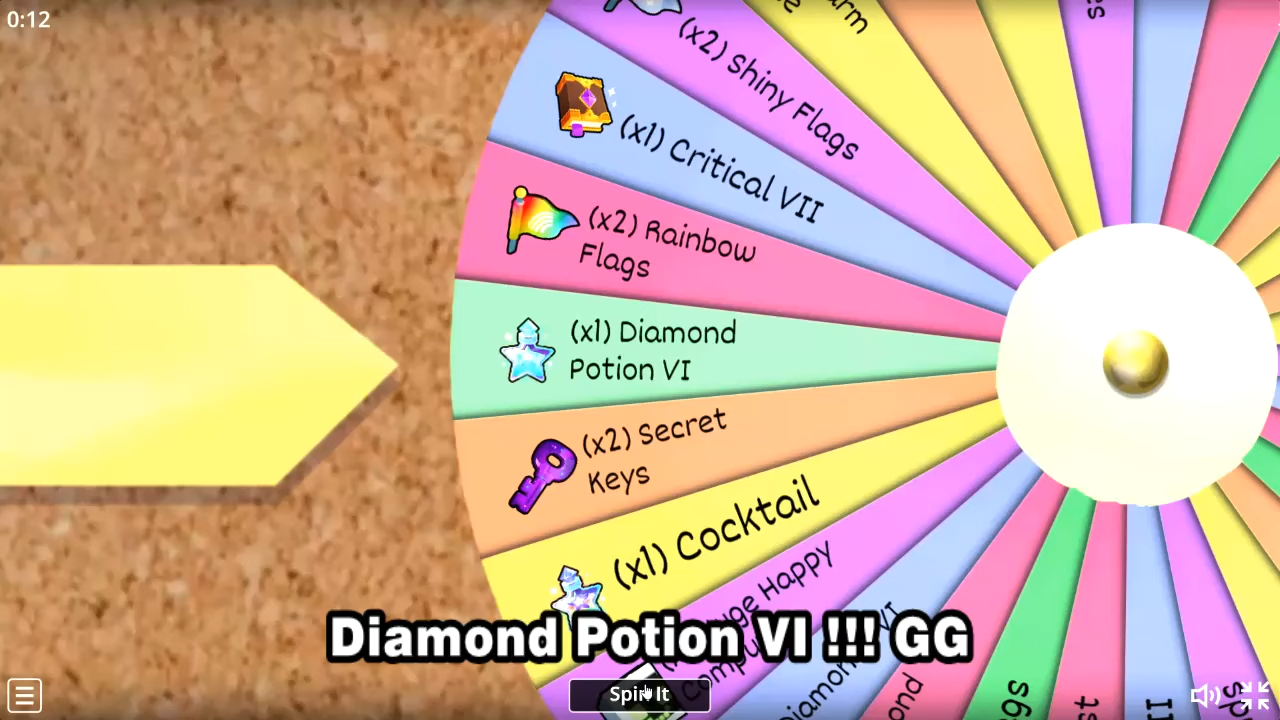 0:12
(x2) Shiny Flags
(x1) Critical VII
(x2) Rainbow
Flags
(x1) Diamond
Potion VI
(x2) Secret
Keys
(x1) Cocktail
Happy
Diamond Potion VI !!! GG
Spin It